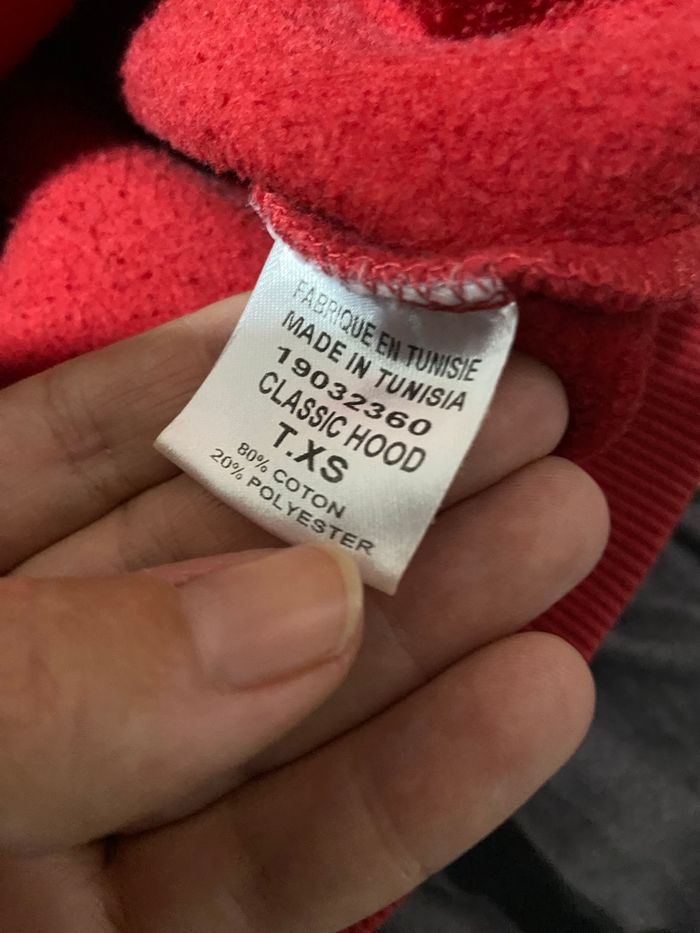 FABRIQUE EN TUNISIE
MADE IN TUNISIA
19032360
CLASSIC HOOD
T.XS
80% COTON
20% POLYESTER